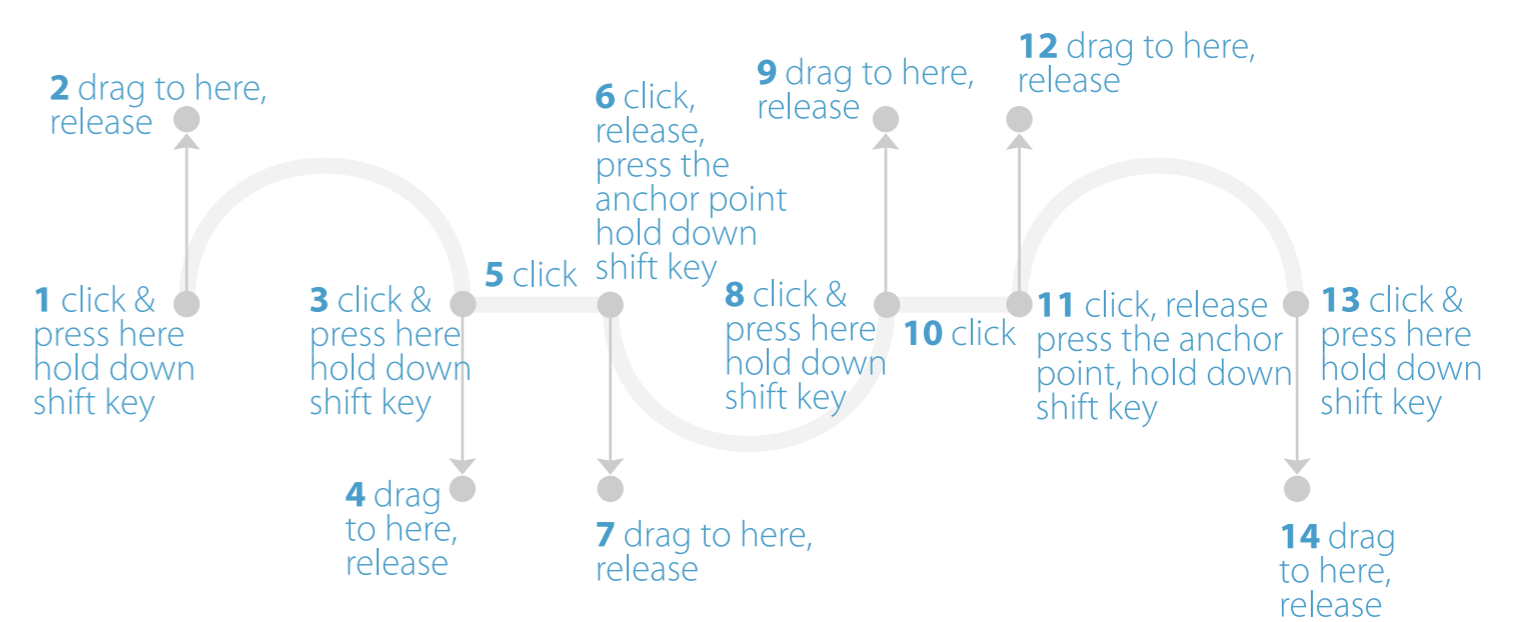 1 click &
press here
hold down
shift key
2 drag to here,
release
3 click &
press here
hold down
shift key
4 drag
to here,
release
5 click
6 click,
release,
press the
anchor point
hold down
shift key
7 drag to here,
release
8 click &
press here
hold down
shift key
9 drag to here,
release
10 click
11 click, release
press the anchor
point, hold down
shift key
12 drag to here,
release
13 click &
press here
hold down
shift key
14 drag
to here,
release